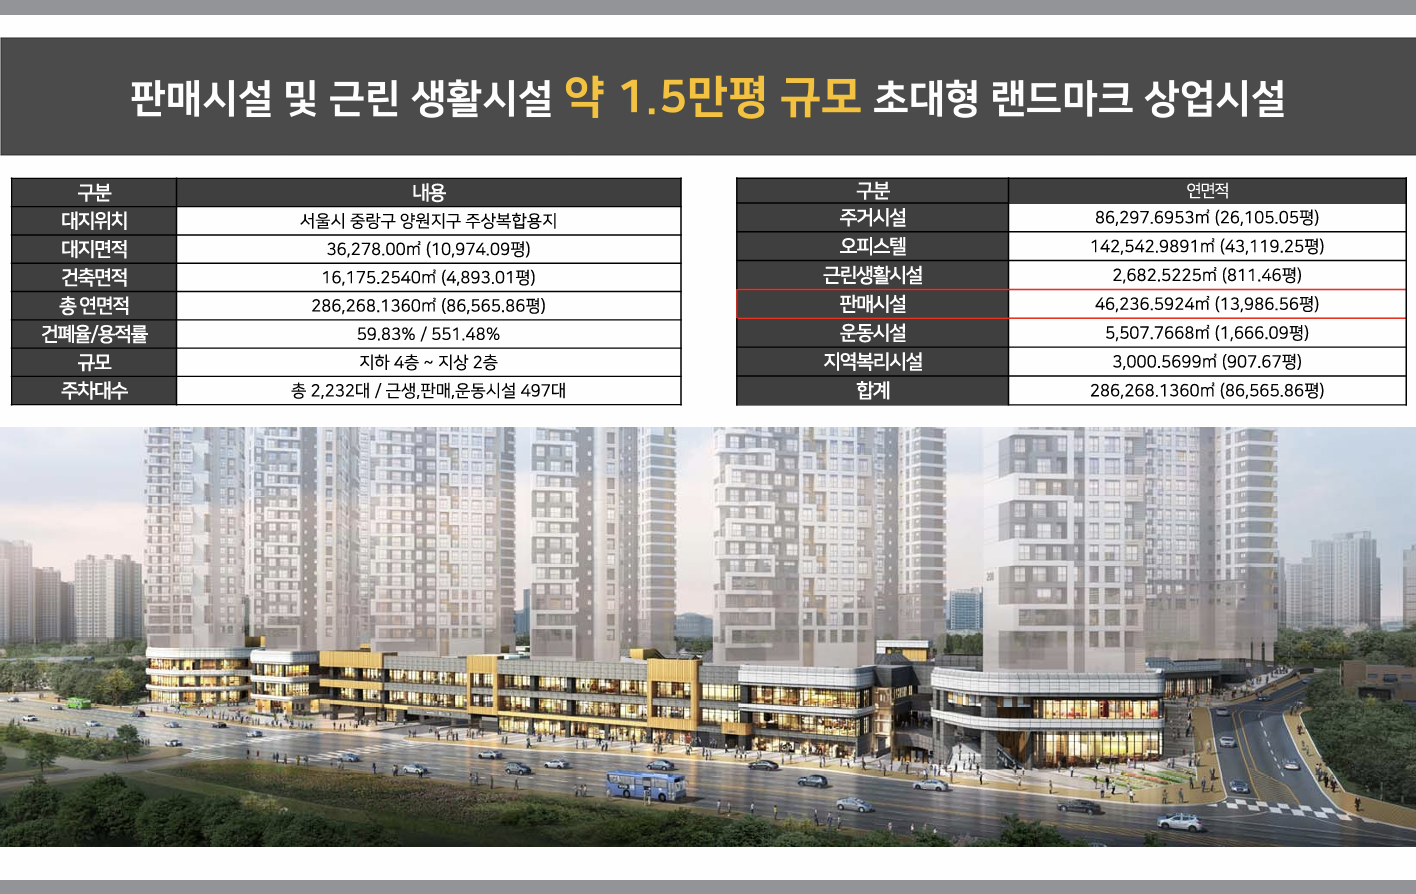 판매시설 및 근린 생활시설 약 1.5만평 규모 초대형 랜드마크 상업시설
구분 내용
대지위치 서울시 중랑구 양원지구 주상복합용지
대지면적 36,278.00㎡ (10,974.09평)
건축면적 16,175.2540㎡ (4,893.01평)
총 연면적 286,268.1360㎡ (86,565.86평)
건폐율/용적률 59.83% / 551.48%
규모 지하 4층 ~ 지상 2층
주차대수 총 2,232대 / 근생,판매,운동시설 497대
구분 연면적
주거시설 86,297.6953㎡ (26,105.05평)
오피스텔 142,542.9891㎡ (43,119.25평)
근린생활시설 2,682.5225㎡ (811.46평)
판매시설 46,236.5924㎡ (13,986.56평)
운동시설 5,507.7668㎡ (1,666.09평)
지역복리시설 3,000.5699㎡ (907.67평)
합계 286,268.1360㎡ (86,565.86평)